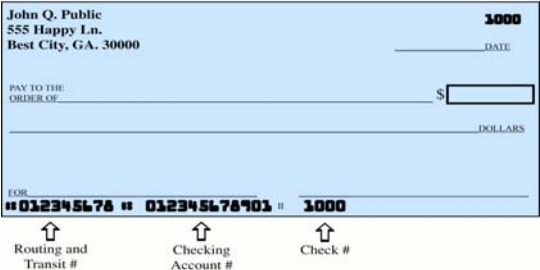 John Q. Public 1000
555 Happy Ln.
Best City, GA. 30000
DATE
PAY TO THE
ORDER OF $
DOLLARS
FOR
⑆012345678⑆ 012345678901⑈ 1000
Routing and Transit #
Checking Account #
Check #